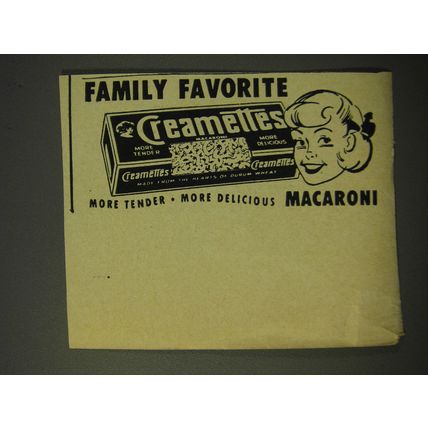 FAMILY FAVORITE
Creamettes
MACARONI
MORE TENDER
MORE DELICIOUS
Creamettes
Creamettes
MADE FROM THE HEARTS OF DURUM WHEAT
MORE TENDER • MORE DELICIOUS MACARONI